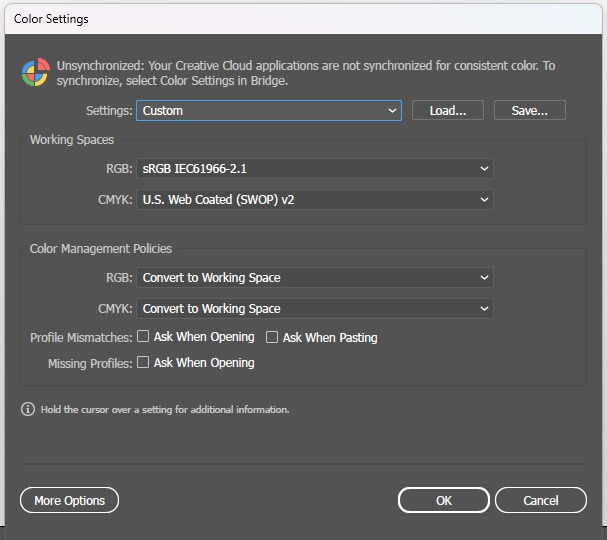 Color Settings
Unsynchronized: Your Creative Cloud applications are not synchronized for consistent color. To
synchronize, select Color Settings in Bridge.
Settings: Custom Load... Save...
Working Spaces
RGB: sRGB IEC61966-2.1
CMYK: U.S. Web Coated (SWOP) v2
Color Management Policies
RGB: Convert to Working Space
CMYK: Convert to Working Space
Profile Mismatches: Ask When Opening Ask When Pasting
Missing Profiles: Ask When Opening
Hold the cursor over a setting for additional information.
More Options OK Cancel